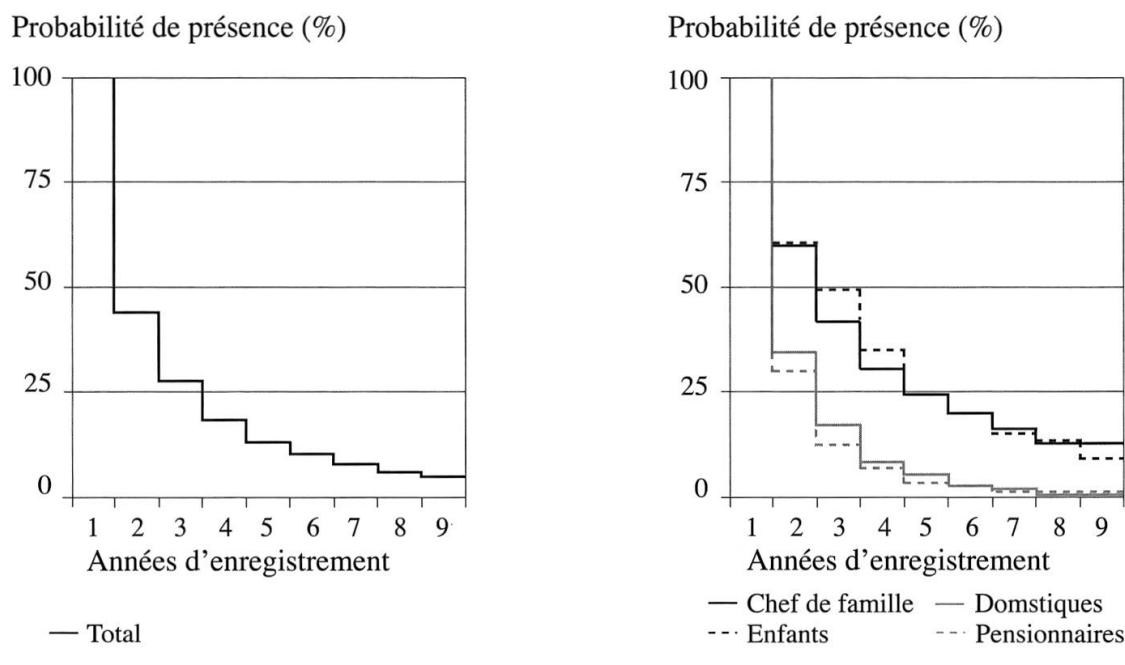 Probabilité de présence (%)
100
75
50
25
0
1 2 3 4 5 6 7 8 9
Années d'enregistrement
Total
Probabilité de présence (%)
100
75
50
25
0
1 2 3 4 5 6 7 8 9
Années d'enregistrement
Chef de famille Domstiques
Enfants Pensionnaires